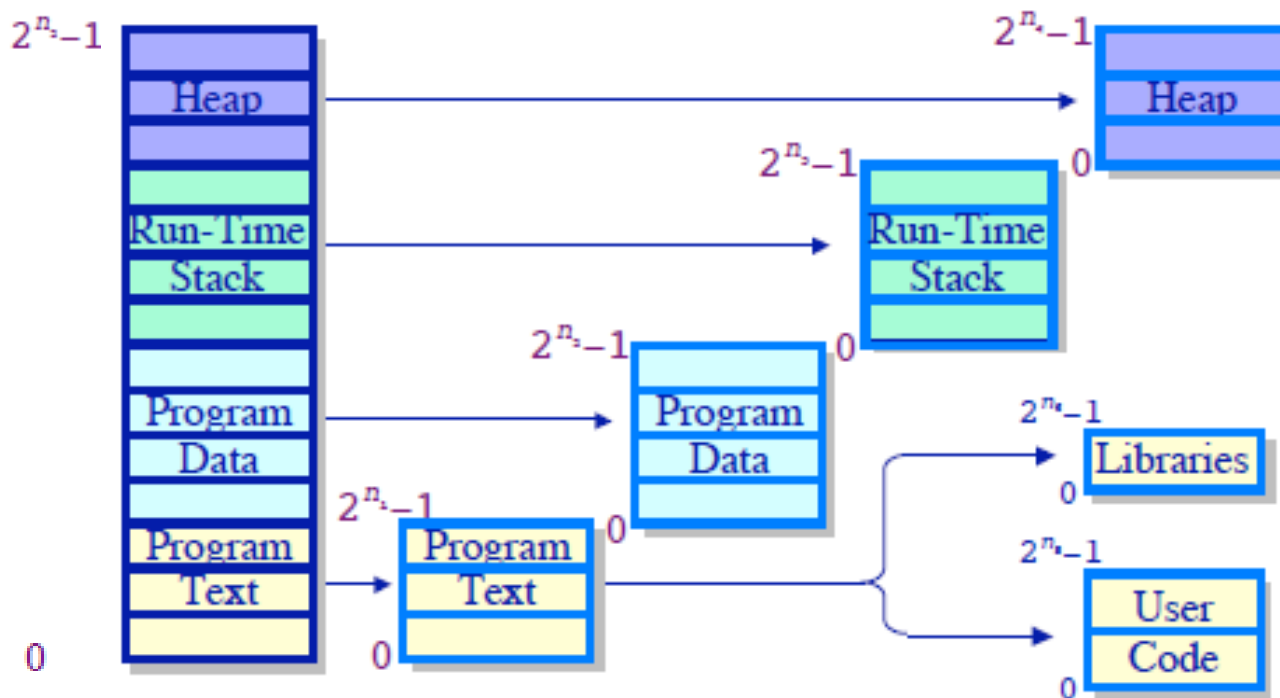 2ⁿ–1
Heap
Run-Time
Stack
Program
Data
Program
Text
0
2ⁿ–1
Program
Text
0
2ⁿ–1
Program
Data
0
2ⁿ–1
Run-Time
Stack
0
2ⁿ–1
Heap
0
2ⁿ–1
Libraries
0
2ⁿ–1
User
Code
0